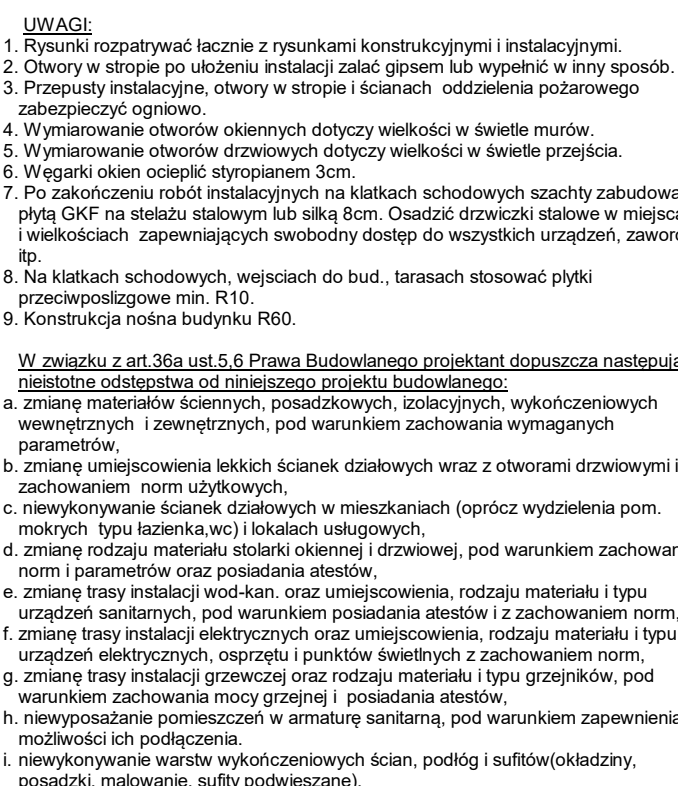 UWAGI:
1. Rysunki rozpatrywać łacznie z rysunkami konstrukcyjnymi i instalacyjnymi.
2. Otwory w stropie po ułożeniu instalacji zalać gipsem lub wypełnić w inny sposób.
3. Przepusty instalacyjne, otwory w stropie i ścianach oddzielenia pożarowego
zabezpieczyć ogniowo.
4. Wymiarowanie otworów okiennych dotyczy wielkości w świetle murów.
5. Wymiarowanie otworów drzwiowych dotyczy wielkości w świetle przejścia.
6. Węgarki okien ocieplić styropianem 3cm.
7. Po zakończeniu robót instalacyjnych na klatkach schodowych szachty zabudowa
płytą GKF na stelażu stalowym lub silką 8cm. Osadzić drzwiczki stalowe w miejsca
i wielkościach zapewniających swobodny dostęp do wszystkich urządzeń, zaworó
itp.
8. Na klatkach schodowych, wejsciach do bud., tarasach stosować plytki
przeciwposlizgowe min. R10.
9. Konstrukcja nośna budynku R60.
W związku z art.36a ust.5,6 Prawa Budowlanego projektant dopuszcza następują
nieistotne odstępstwa od niniejszego projektu budowlanego:
a. zmianę materiałów ściennych, posadzkowych, izolacyjnych, wykończeniowych
wewnętrznych i zewnętrznych, pod warunkiem zachowania wymaganych
parametrów,
b. zmianę umiejscowienia lekkich ścianek działowych wraz z otworami drzwiowymi i
zachowaniem norm użytkowych,
c. niewykonywanie ścianek działowych w mieszkaniach (oprócz wydzielenia pom.
mokrych typu łazienka,wc) i lokalach usługowych,
d. zmianę rodzaju materiału stolarki okiennej i drzwiowej, pod warunkiem zachowan
norm i parametrów oraz posiadania atestów,
e. zmianę trasy instalacji wod-kan. oraz umiejscowienia, rodzaju materiału i typu
urządzeń sanitarnych, pod warunkiem posiadania atestów i z zachowaniem norm,
f. zmianę trasy instalacji elektrycznych oraz umiejscowienia, rodzaju materiału i typu
urządzeń elektrycznych, osprzętu i punktów świetlnych z zachowaniem norm,
g. zmianę trasy instalacji grzewczej oraz rodzaju materiału i typu grzejników, pod
warunkiem zachowania mocy grzejnej i posiadania atestów,
h. niewyposażanie pomieszczeń w armaturę sanitarną, pod warunkiem zapewnienia
możliwości ich podłączenia.
i. niewykonywanie warstw wykończeniowych ścian, podłóg i sufitów(okładziny,
posadzki, malowanie, sufity podwieszane).